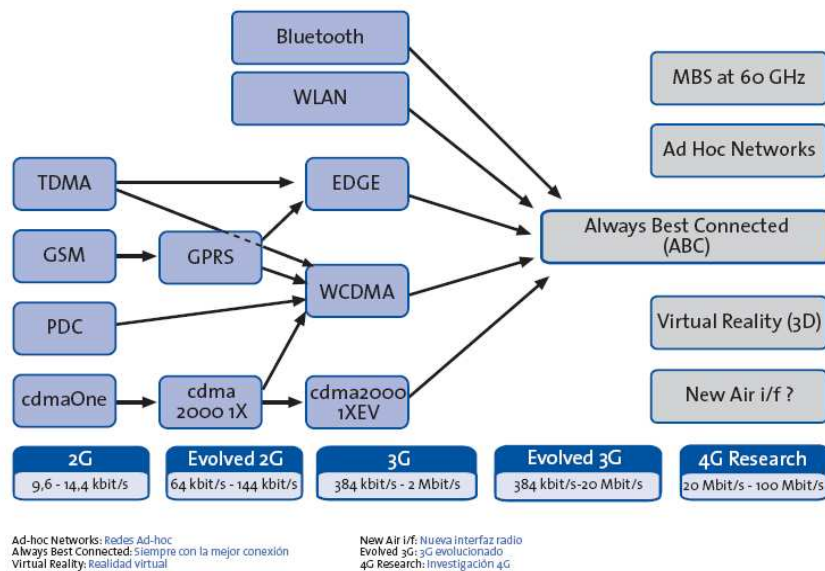 Bluetooth
WLAN
MBS at 60 GHz
Ad Hoc Networks
TDMA
EDGE
Always Best Connected
(ABC)
GSM
GPRS
WCDMA
PDC
Virtual Reality (3D)
cdmaOne
cdma
2000 1X
cdma2000
1XEV
New Air i/f ?
2G
9,6 - 14,4 kbit/s
Evolved 2G
64 kbit/s - 144 kbit/s
3G
384 kbit/s - 2 Mbit/s
Evolved 3G
384 kbit/s-20 Mbit/s
4G Research
20 Mbit/s - 100 Mbit/s
Ad-hoc Networks: Redes Ad-hoc
Always Best Connected: Siempre con la mejor conexión
Virtual Reality: Realidad virtual
New Air i/f: Nueva interfaz radio
Evolved 3G: 3G evolucionado
4G Research: Investigación 4G